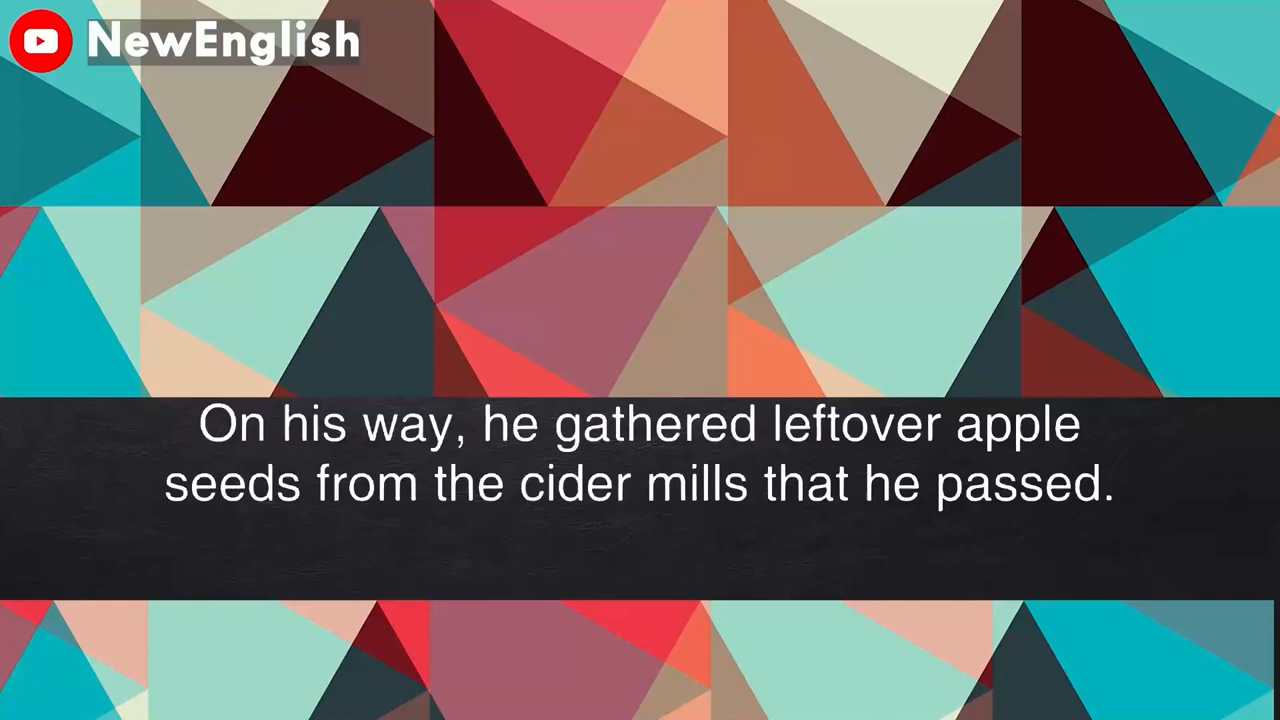 NewEnglish
On his way, he gathered leftover apple
seeds from the cider mills that he passed.